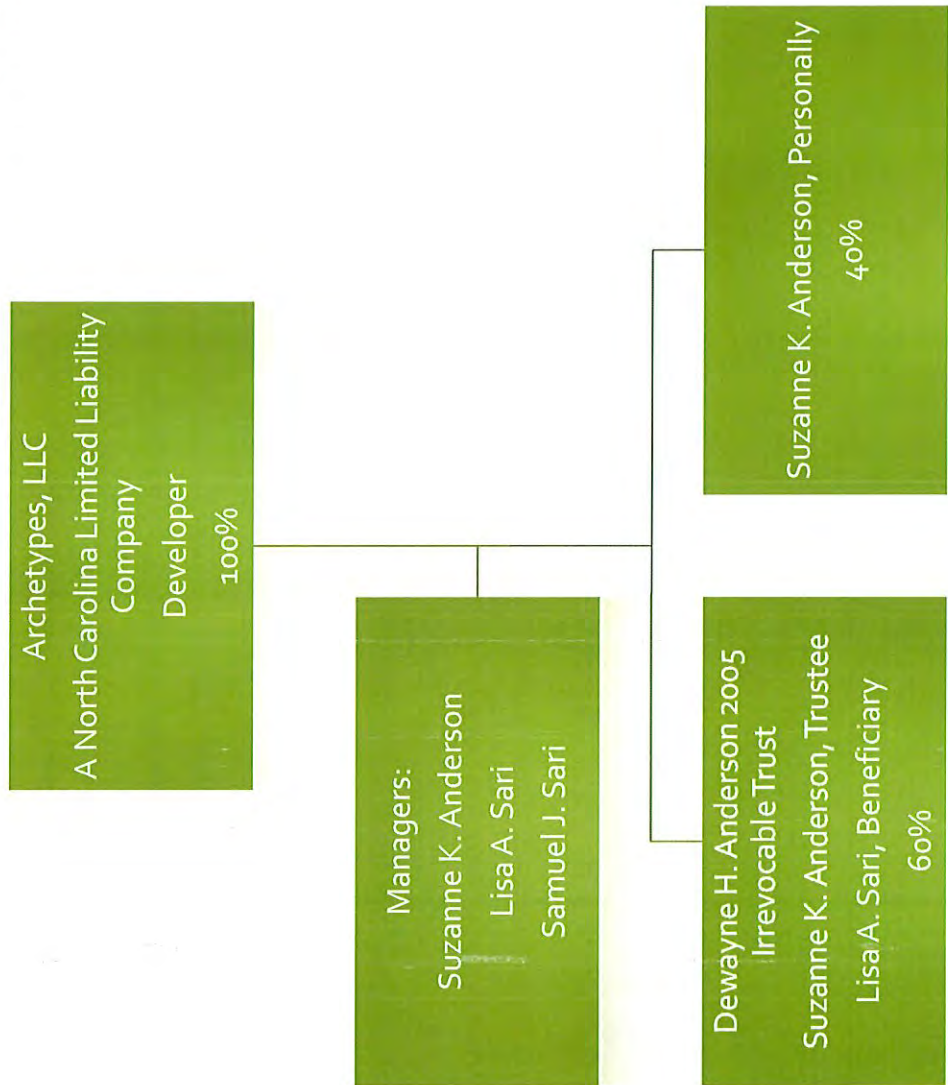 Archetypes, LLC
A North Carolina Limited Liability
Company
Developer
100%
Managers:
Suzanne K. Anderson
Lisa A. Sari
Samuel J. Sari
Dewayne H. Anderson 2005
Irrevocable Trust
Suzanne K. Anderson, Trustee
Lisa A. Sari, Beneficiary
60%
Suzanne K. Anderson, Personally
40%